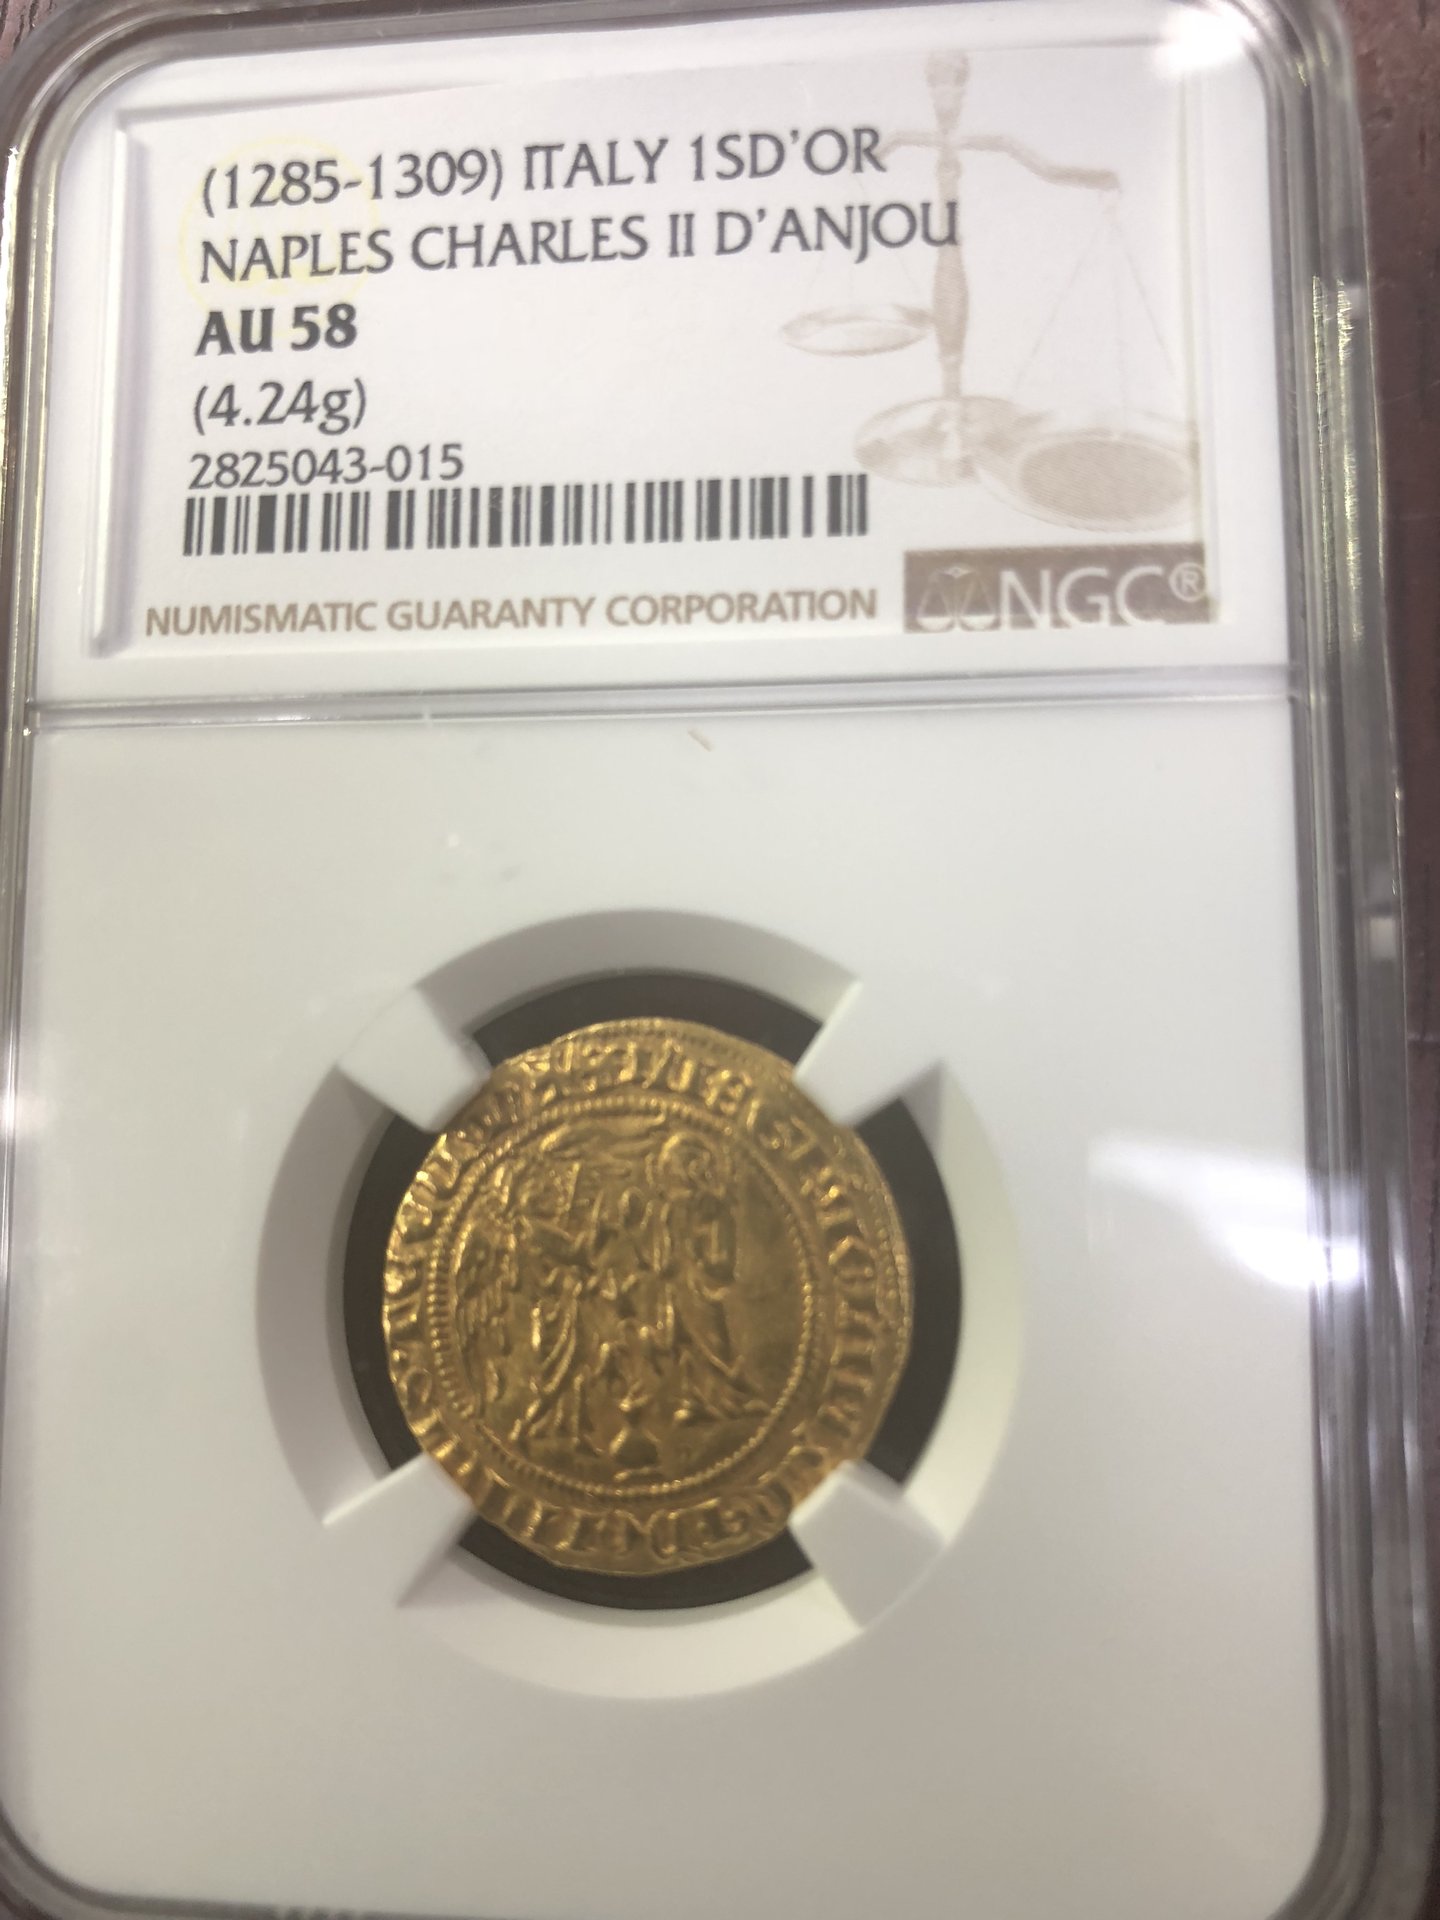 (1285-1309) ITALY 1SD'OR
NAPLES CHARLES II D'ANJOU
AU 58
(4.24g)
2825043-015
NUMISMATIC GUARANTY CORPORATION NGC®